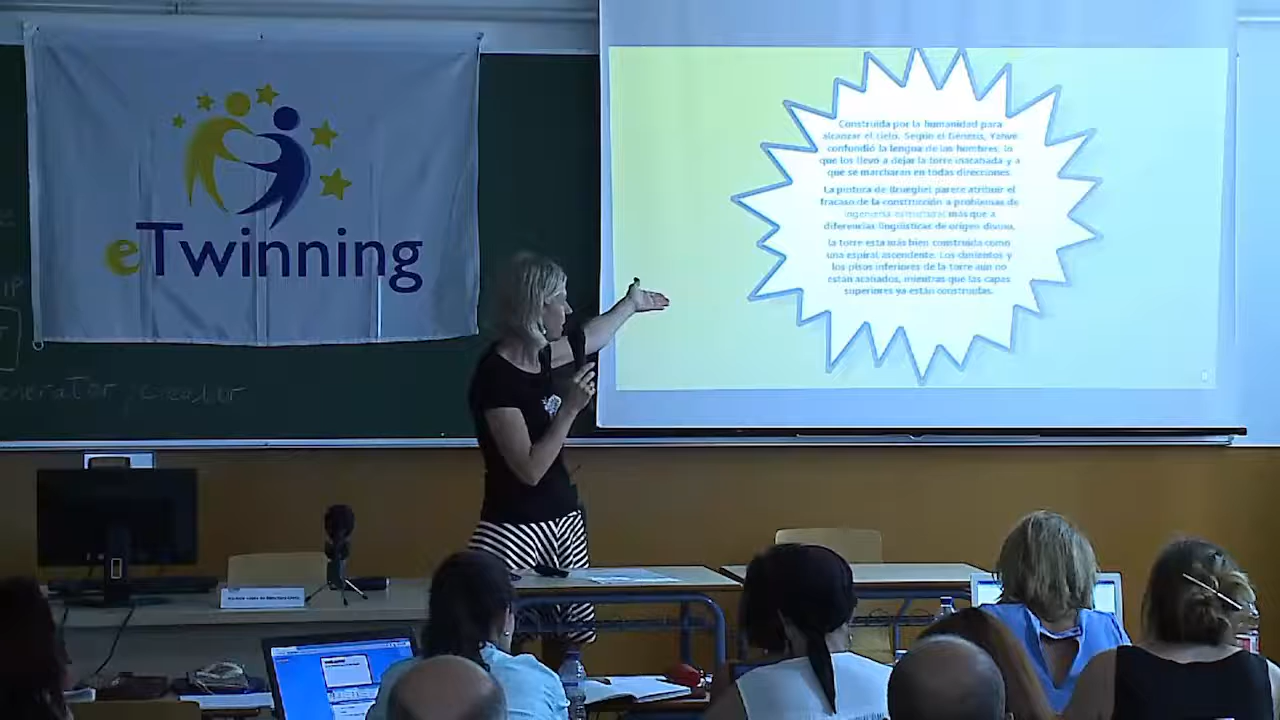 eTwinning
IP
enerator, creador
Construida por la humanidad para
alcanzar el cielo. Según el Génesis, Yahvé
confundió la lengua de los hombres, lo
que los llevó a dejar la torre inacabada y a
que se marcharan en todas direcciones.
La pintura de Brueghel parece atribuir el
fracaso de la construcción a problemas de
ingeniería estructural más que a
diferencias lingüísticas de origen divino.
la torre esta más bien construida como
una espiral ascendente. Los cimientos y
los pisos inferiores de la torre aún no
están acabados, mientras que las capas
superiores ya están construidas.